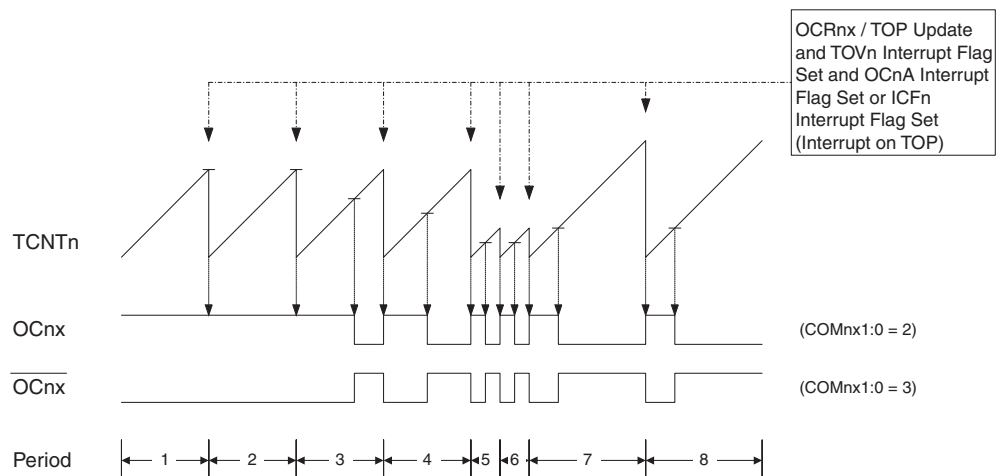 OCRnx / TOP Update
and TOVn Interrupt Flag
Set and OCnA Interrupt
Flag Set or ICFn
Interrupt Flag Set
(Interrupt on TOP)
TCNTn
OCnx (COMnx1:0 = 2)
OCnx (COMnx1:0 = 3)
Period 1 2 3 4 5 6 7 8